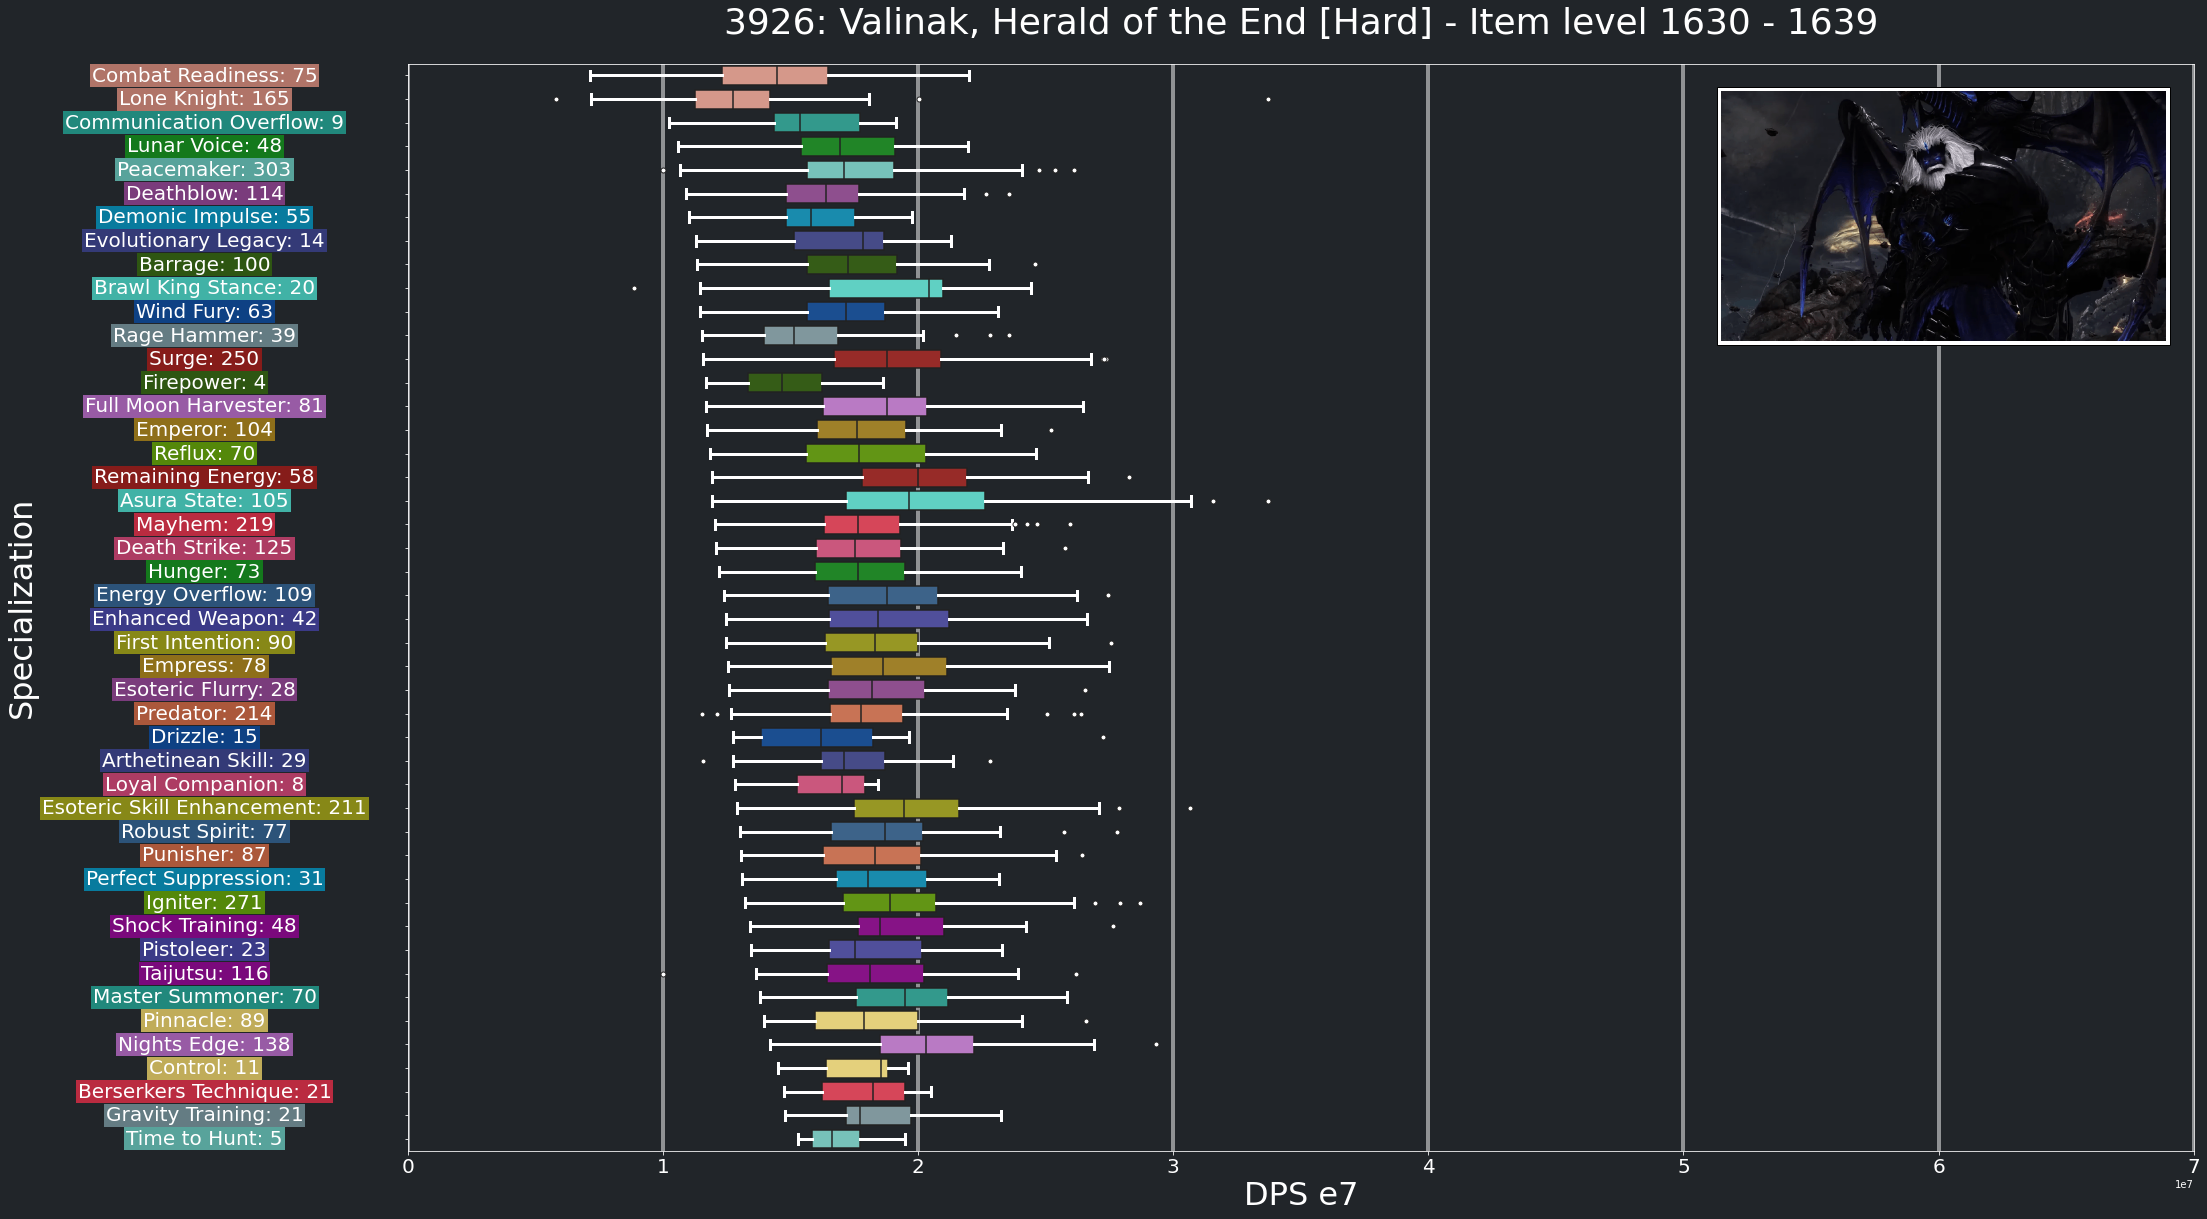 3926: Valinak, Herald of the End [Hard] - Item level 1630 - 1639
Combat Readiness: 75
Lone Knight: 165
Communication Overflow: 9
Lunar Voice: 48
Peacemaker: 303
Deathblow: 114
Demonic Impulse: 55
Evolutionary Legacy: 14
Barrage: 100
Brawl King Stance: 20
Wind Fury: 63
Rage Hammer: 39
Surge: 250
Firepower: 4
Full Moon Harvester: 81
Emperor: 104
Reflux: 70
Remaining Energy: 58
Asura State: 105
Mayhem: 219
Death Strike: 125
Hunger: 73
Energy Overflow: 109
Enhanced Weapon: 42
First Intention: 90
Empress: 78
Esoteric Flurry: 28
Predator: 214
Drizzle: 15
Arthetinean Skill: 29
Loyal Companion: 8
Esoteric Skill Enhancement: 211
Robust Spirit: 77
Punisher: 87
Perfect Suppression: 31
Igniter: 271
Shock Training: 48
Pistoleer: 23
Taijutsu: 116
Master Summoner: 70
Pinnacle: 89
Nights Edge: 138
Control: 11
Berserkers Technique: 21
Gravity Training: 21
Time to Hunt: 5
Specialization
0 1 2 3 4 5 6 7
1e7
DPS e7